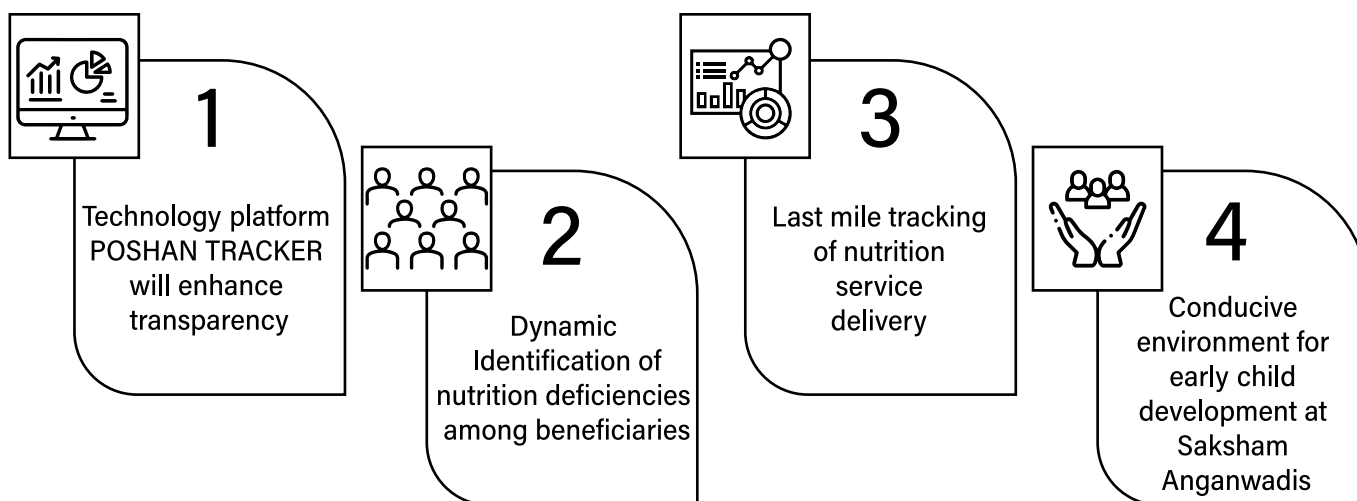 1
Technology platform
POSHAN TRACKER
will enhance
transparency
2
Dynamic
Identification of
nutrition deficiencies
among beneficiaries
3
Last mile tracking
of nutrition
service
delivery
4
Conducive
environment for
early child
development at
Saksham
Anganwadis